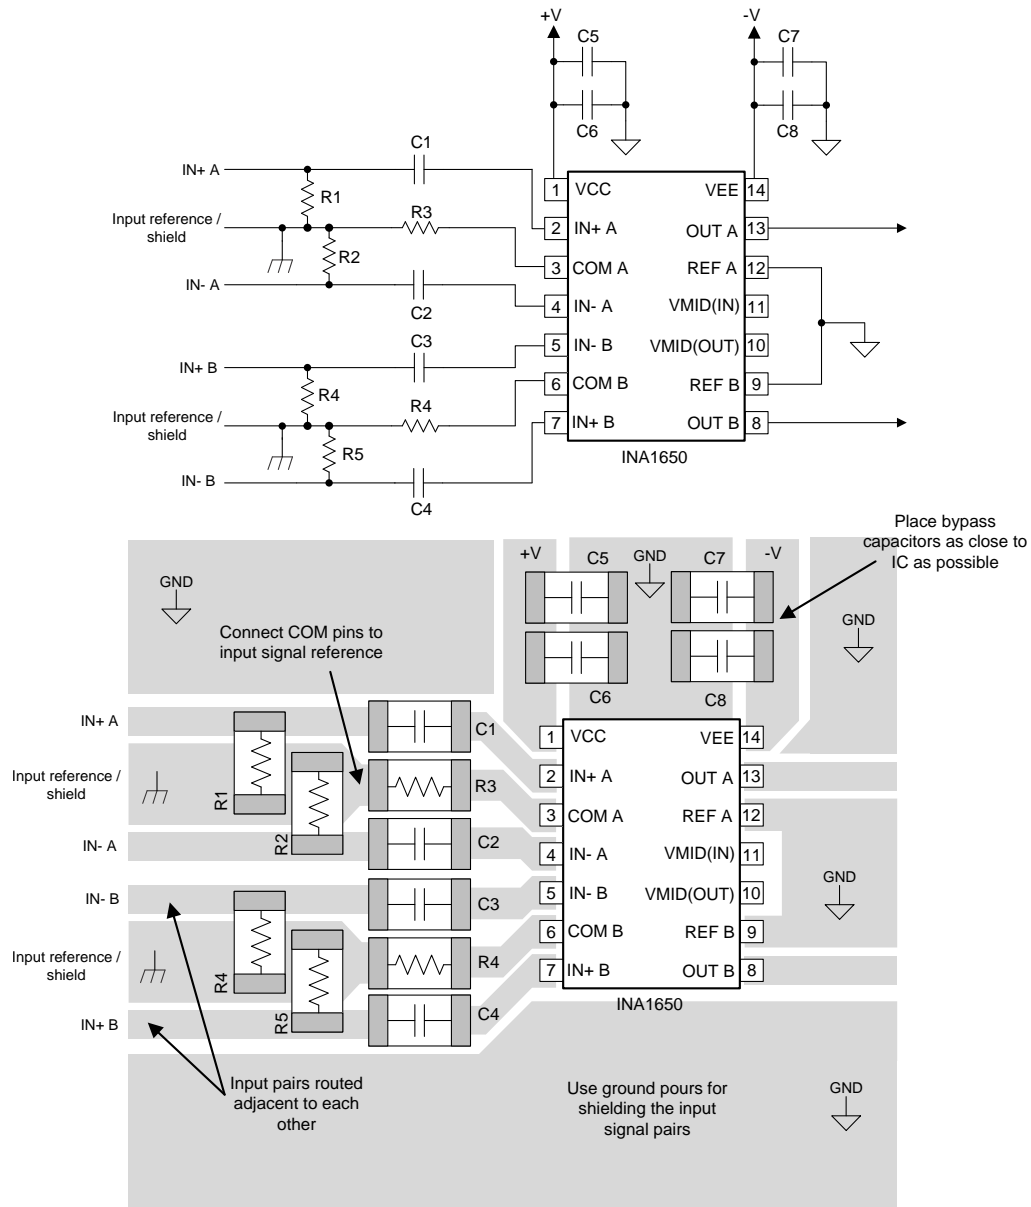 +V
-V
C5
C7
C6
C8
C1
IN+ A
R1
Input reference /
shield
R3
R2
IN- A
C2
C3
IN+ B
R4
Input reference /
shield
R4
R5
IN- B
C4
1 VCC VEE 14
2 IN+ A OUT A 13
3 COM A REF A 12
4 IN- A VMID(IN) 11
5 IN- B VMID(OUT) 10
6 COM B REF B 9
7 IN+ B OUT B 8
INA1650
Place bypass
capacitors as close to
IC as possible
+V
C5
GND
C7
-V
GND
GND
Connect COM pins to
input signal reference
C6
C8
IN+ A
C1
Input reference /
shield
R1
R3
R2
IN- A
C2
IN- B
C3
Input reference /
shield
R4
R4
R5
IN+ B
C4
1 VCC VEE 14
2 IN+ A OUT A 13
3 COM A REF A 12
4 IN- A VMID(IN) 11
5 IN- B VMID(OUT) 10
6 COM B REF B 9
7 IN+ B OUT B 8
GND
INA1650
Input pairs routed
adjacent to each
other
Use ground pours for
shielding the input
signal pairs
GND